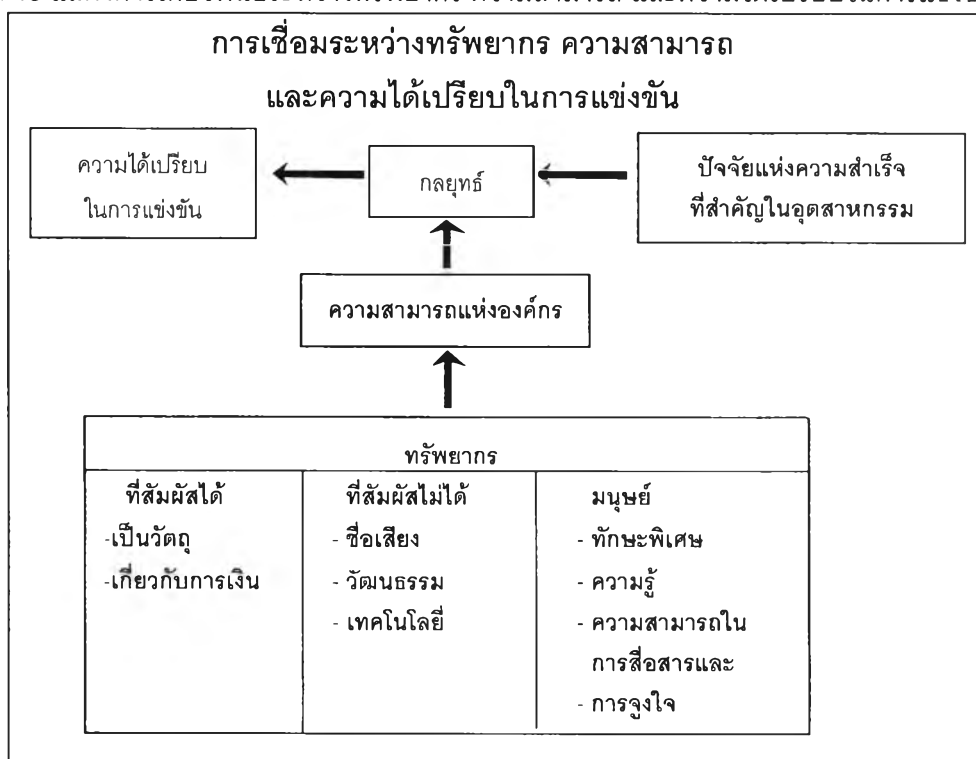 การเชื่อมระหว่างทรัพยากร ความสามารถ
และความได้เปรียบในการแข่งขัน
ความได้เปรียบ
ในการแข่งขัน
กลยุทธ์
ปัจจัยแห่งความสำเร็จ
ที่สำคัญในอุตสาหกรรม
ความสามารถแห่งองค์กร
ทรัพยากร
ที่สัมผัสได้
-เป็นวัตถุ
-เกี่ยวกับการเงิน
ที่สัมผัสไม่ได้
- ชื่อเสียง
- วัฒนธรรม
- เทคโนโลยี่
มนุษย์
- ทักษะพิเศษ
- ความรู้
- ความสามารถใน
การสื่อสารและ
- การจูงใจ